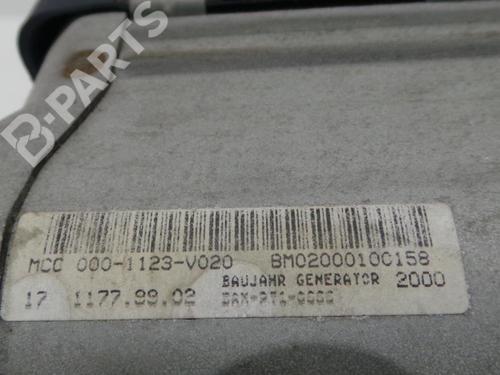 B-PARTS
MCC 000-1123-V020 BM02000100158
BAUJAHR GENERATOR 2000
17 1177.99.02